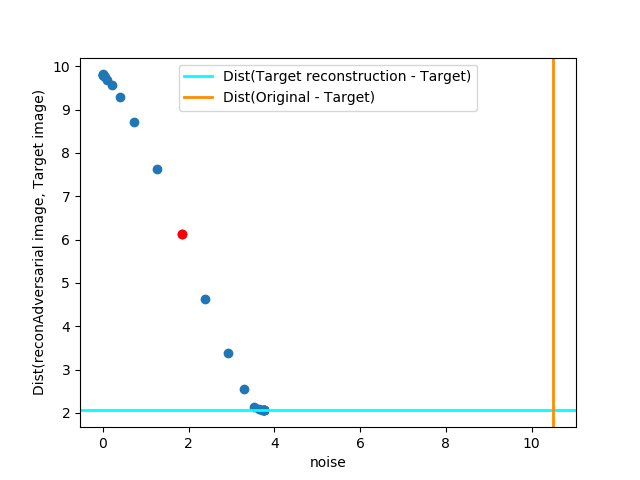 Dist(Target reconstruction - Target)
Dist(Original - Target)
Dist(reconAdversarial image, Target image)
10
9
8
7
6
5
4
3
2
0 2 4 6 8 10
noise